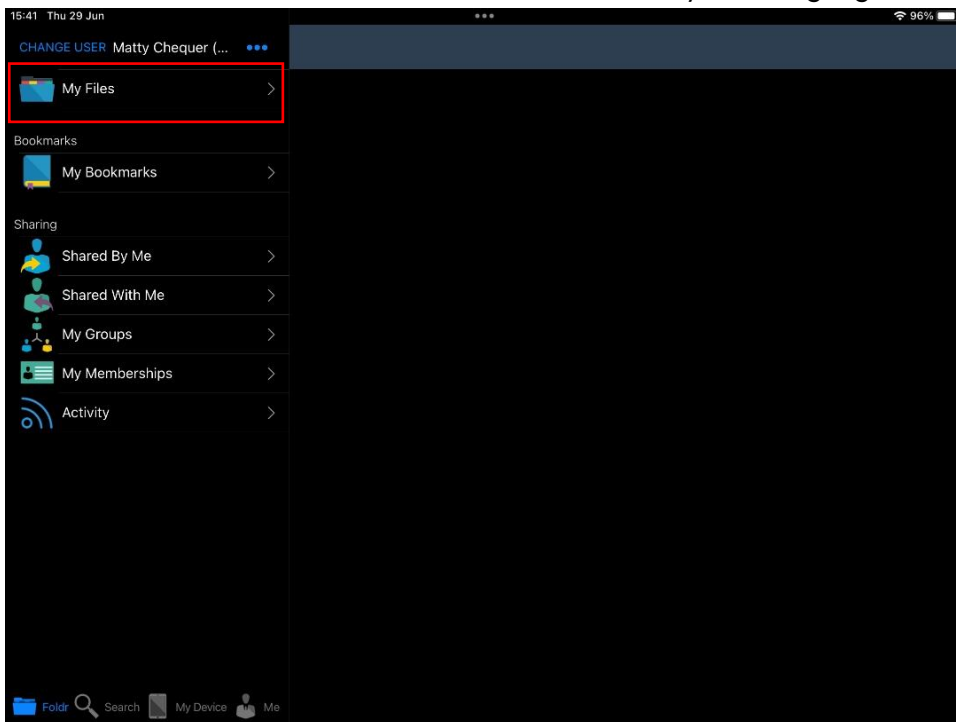 15:41 Thu 29 Jun
96%
CHANGE USER Matty Chequer (...
My Files
Bookmarks
My Bookmarks
Sharing
Shared By Me
Shared With Me
My Groups
My Memberships
Activity
Foldr Search My Device Me